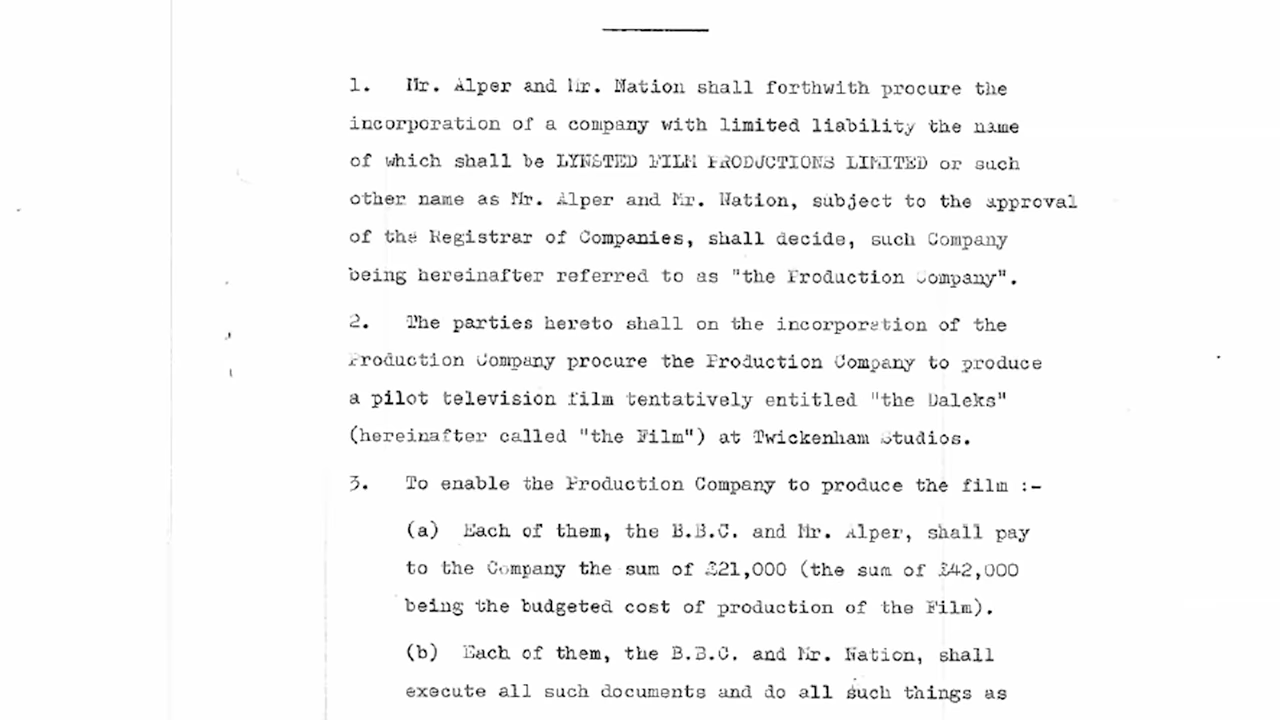 1. Mr. Alper and Mr. Nation shall forthwith procure the
incorporation of a company with limited liability the name
of which shall be LYNSTED FILM PRODUCTIONS LIMITED or such
other name as Mr. Alper and Mr. Nation, subject to the approval
of the Registrar of Companies, shall decide, such Company
being hereinafter referred to as "the Production Company".
2. The parties hereto shall on the incorporation of the
Production Company procure the Production Company to produce
a pilot television film tentatively entitled "the Daleks"
(hereinafter called "the Film") at Twickenham Studios.
3. To enable the Production Company to produce the film :-
(a) Each of them, the B.B.C. and Mr. Alper, shall pay
to the Company the sum of £21,000 (the sum of £42,000
being the budgeted cost of production of the Film).
(b) Each of them, the B.B.C. and Mr. Nation, shall
execute all such documents and do all such things as